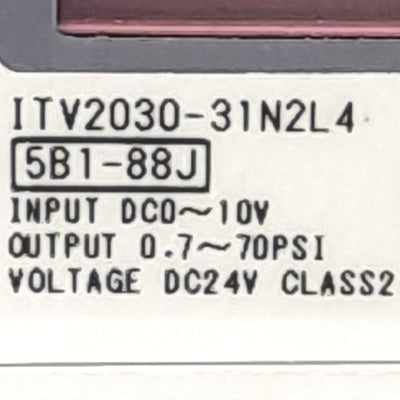 ITV2030-31N2L4
5B1-88J
INPUT DC0～10V
OUTPUT 0.7～70PSI
VOLTAGE DC24V CLASS2